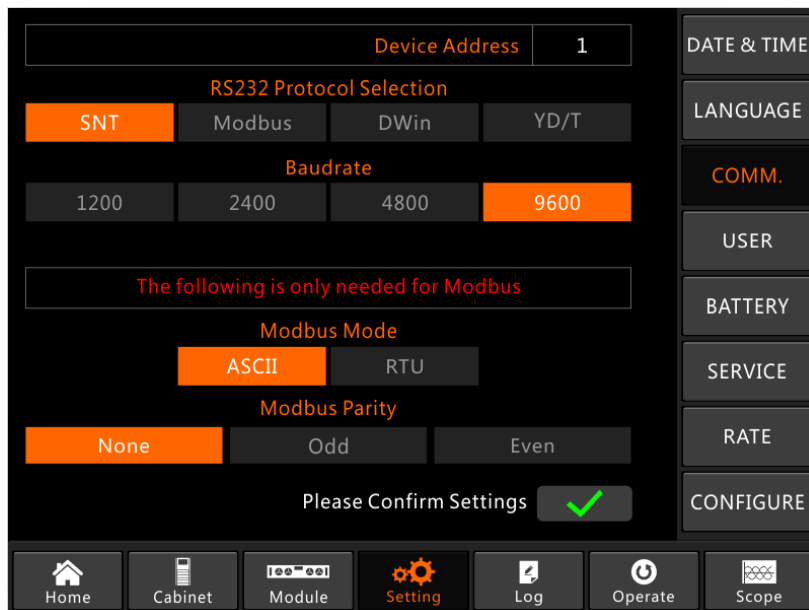 Device Address 1
RS232 Protocol Selection
SNT Modbus DWin YD/T
Baudrate
1200 2400 4800 9600
The following is only needed for Modbus
Modbus Mode
ASCII RTU
Modbus Parity
None Odd Even
Please Confirm Settings
DATE & TIME
LANGUAGE
COMM.
USER
BATTERY
SERVICE
RATE
CONFIGURE
Home Cabinet Module Setting Log Operate Scope